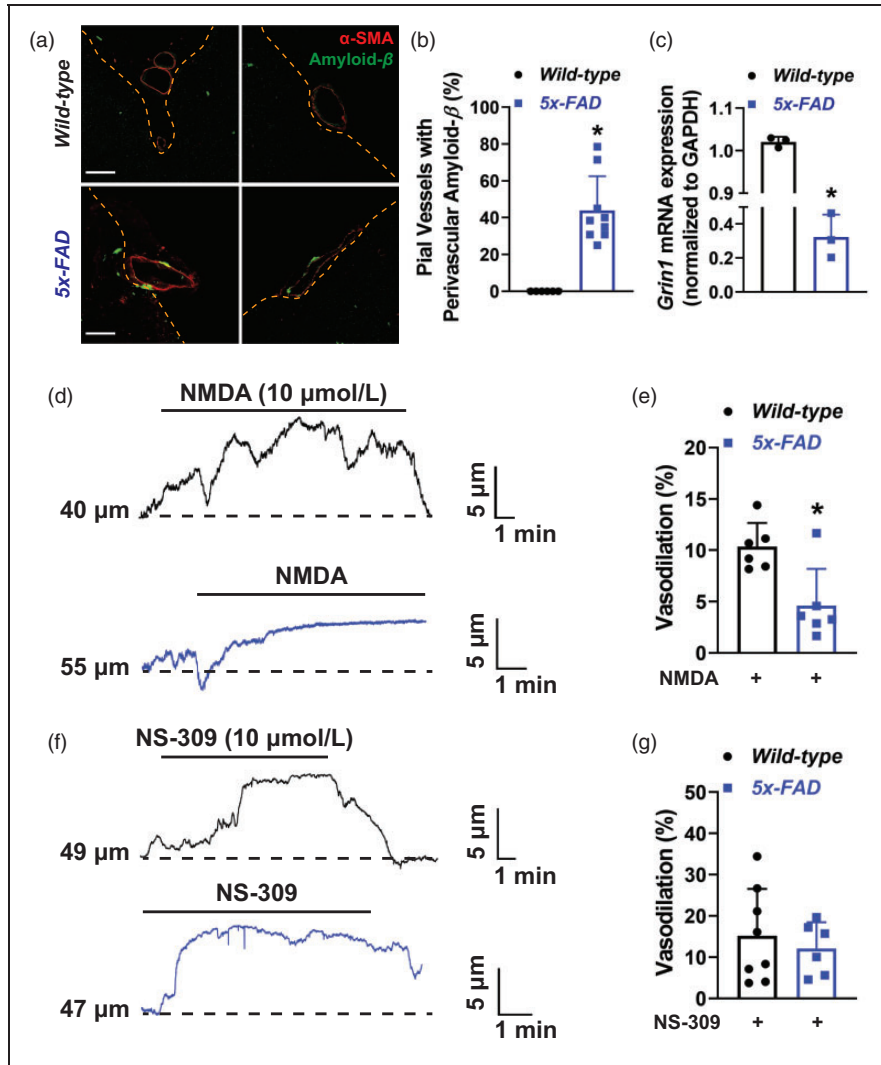 (a)
α-SMA
Amyloid-β
Wild-type
5x-FAD
(b)
Wild-type
5x-FAD
Pial Vessels with
Perivascular Amyloid-β (%)
100
80
60
40
20
0
*
(c)
Wild-type
5x-FAD
Grin1 mRNA expression
(normalized to GAPDH)
1.1
1.0
0.9
0.4
0.2
0.0
*
(d)
NMDA (10 µmol/L)
40 µm
5 µm
1 min
NMDA
55 µm
5 µm
1 min
(e)
Wild-type
5x-FAD
Vasodilation (%)
20
15
10
5
0
*
NMDA + +
(f)
NS-309 (10 µmol/L)
49 µm
5 µm
1 min
NS-309
47 µm
5 µm
1 min
(g)
Wild-type
5x-FAD
Vasodilation (%)
50
40
30
20
10
0
NS-309 + +